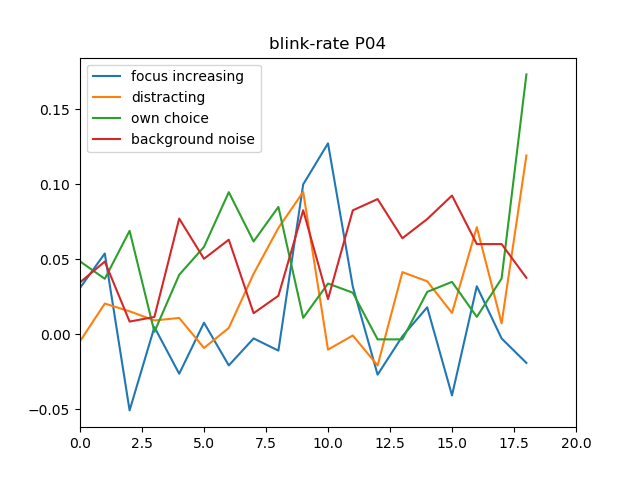 blink-rate P04
focus increasing
distracting
own choice
background noise
0.15
0.10
0.05
0.00
−0.05
0.0 2.5 5.0 7.5 10.0 12.5 15.0 17.5 20.0